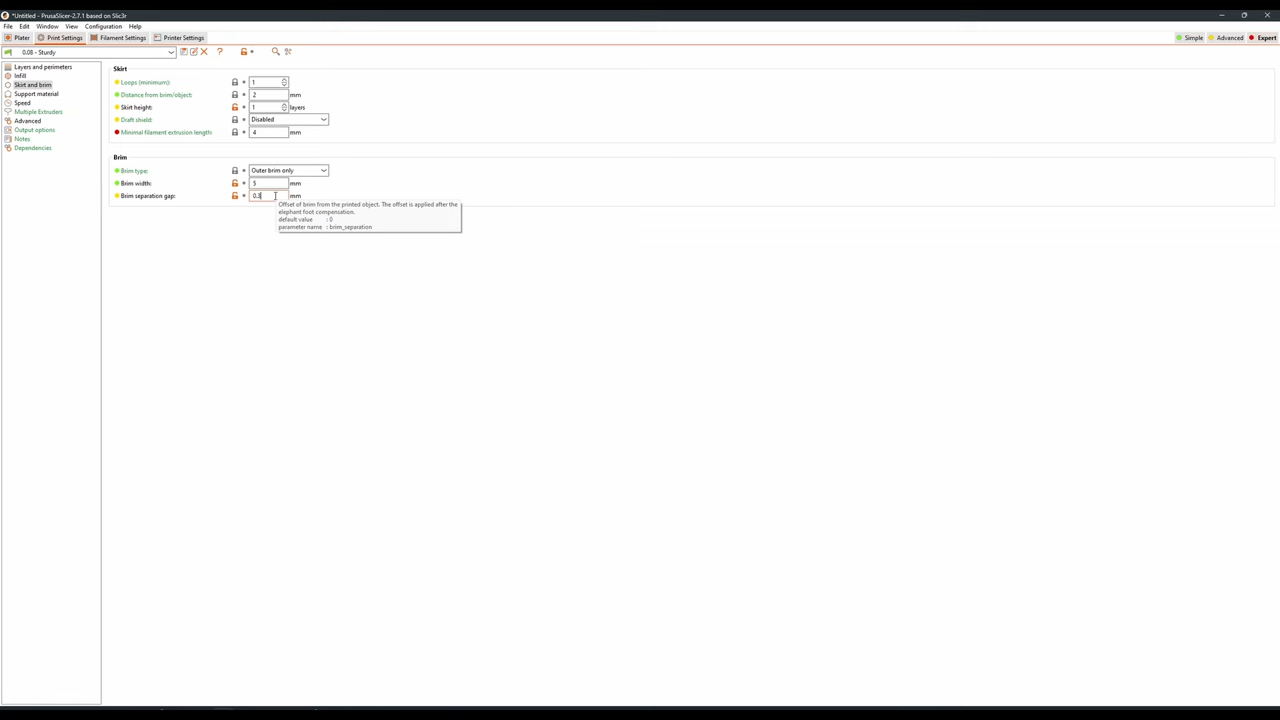 *Untitled - PrusaSlicer-2.7.1 based on Slic3r
File Edit Window View Configuration Help
Plater Print Settings Filament Settings Printer Settings Simple Advanced Expert
0.08 - Sturdy
Layers and perimeters
Infill
Skirt and brim
Support material
Speed
Multiple Extruders
Advanced
Output options
Notes
Dependencies
Skirt
Loops (minimum): 1
Distance from brim/object: 2 mm
Skirt height: 1 layers
Draft shield: Disabled
Minimal filament extrusion length: 4 mm
Brim
Brim type: Outer brim only
Brim width: 5 mm
Brim separation gap: 0.3 mm
Offset of brim from the printed object. The offset is applied after the
elephant foot compensation.
default value : 0
parameter name : brim_separation